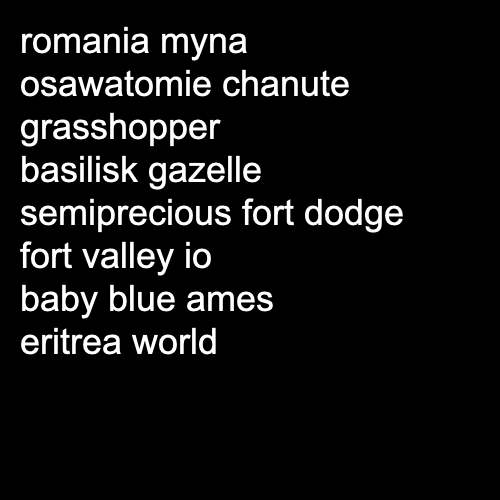 romania myna
osawatomie chanute
grasshopper
basilisk gazelle
semiprecious fort dodge
fort valley io
baby blue ames
eritrea world